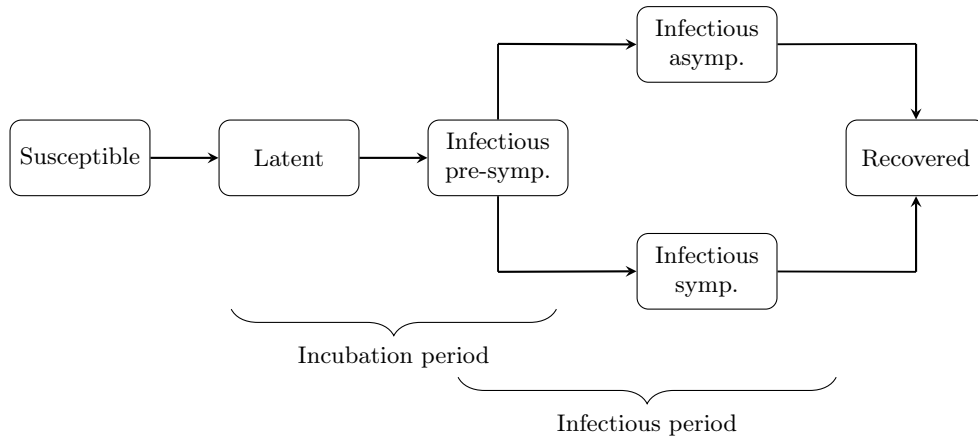 Infectious
asymp.
Susceptible
Latent
Infectious
pre-symp.
Recovered
Infectious
symp.
Incubation period
Infectious period